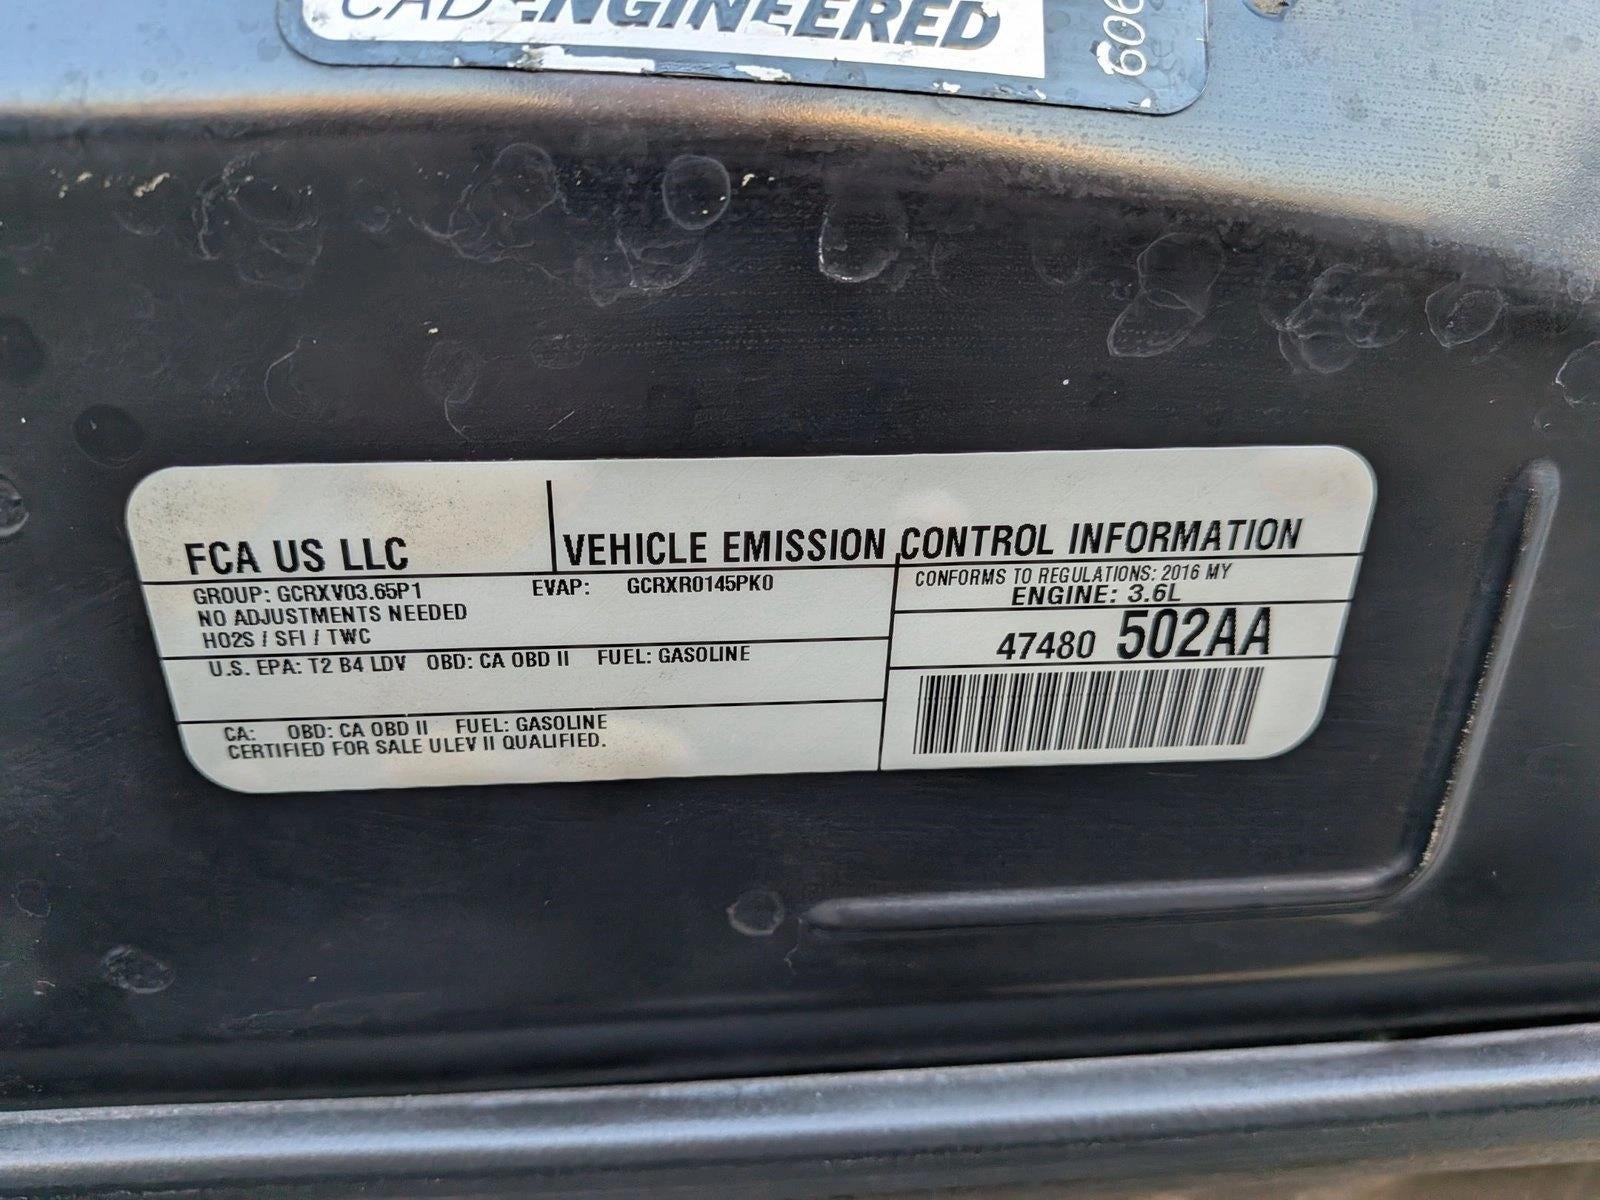 ENGINEERED
606
FCA US LLC
VEHICLE EMISSION CONTROL INFORMATION
GROUP: GCRXV03.65P1 EVAP: GCRXR0145PK0
NO ADJUSTMENTS NEEDED
HO2S / SFI / TWC
U.S. EPA: T2 B4 LDV OBD: CA OBD II FUEL: GASOLINE
CA: OBD: CA OBD II FUEL: GASOLINE
CERTIFIED FOR SALE ULEV II QUALIFIED.
CONFORMS TO REGULATIONS: 2016 MY
ENGINE: 3.6L
47480 502AA